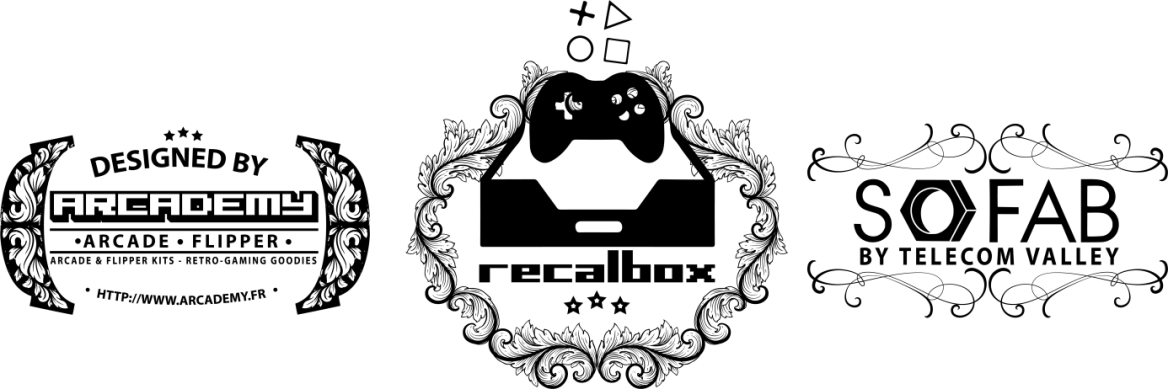 DESIGNED BY
ARCADEMY
•ARCADE • FLIPPER •
ARCADE & FLIPPER KITS - RETRO-GAMING GOODIES
• HTTP://WWW.ARCADEMY.FR •
recalbox
SOFAB
BY TELECOM VALLEY